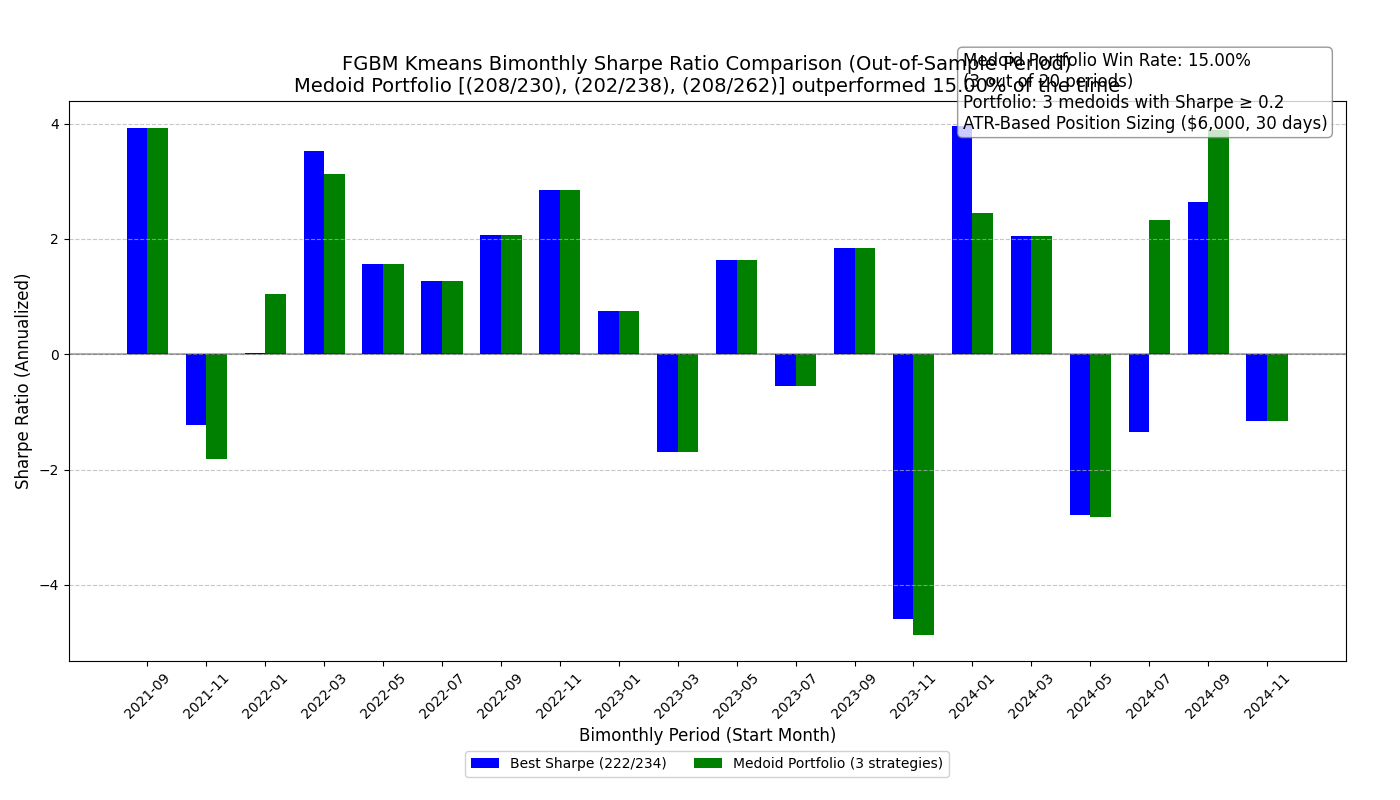 FGBM Kmeans Bimonthly Sharpe Ratio Comparison (Out-of-Sample Period)
Medoid Portfolio [(208/230), (202/238), (208/262)] outperformed 15.00% of the time
Medoid Portfolio Win Rate: 15.00%
(3 out of 20 periods)
Portfolio: 3 medoids with Sharpe ≥ 0.2
ATR-Based Position Sizing ($6,000, 30 days)
Sharpe Ratio (Annualized)
4
2
0
−2
−4
2021-09
2021-11
2022-01
2022-03
2022-05
2022-07
2022-09
2022-11
2023-01
2023-03
2023-05
2023-07
2023-09
2023-11
2024-01
2024-03
2024-05
2024-07
2024-09
2024-11
Bimonthly Period (Start Month)
Best Sharpe (222/234)
Medoid Portfolio (3 strategies)